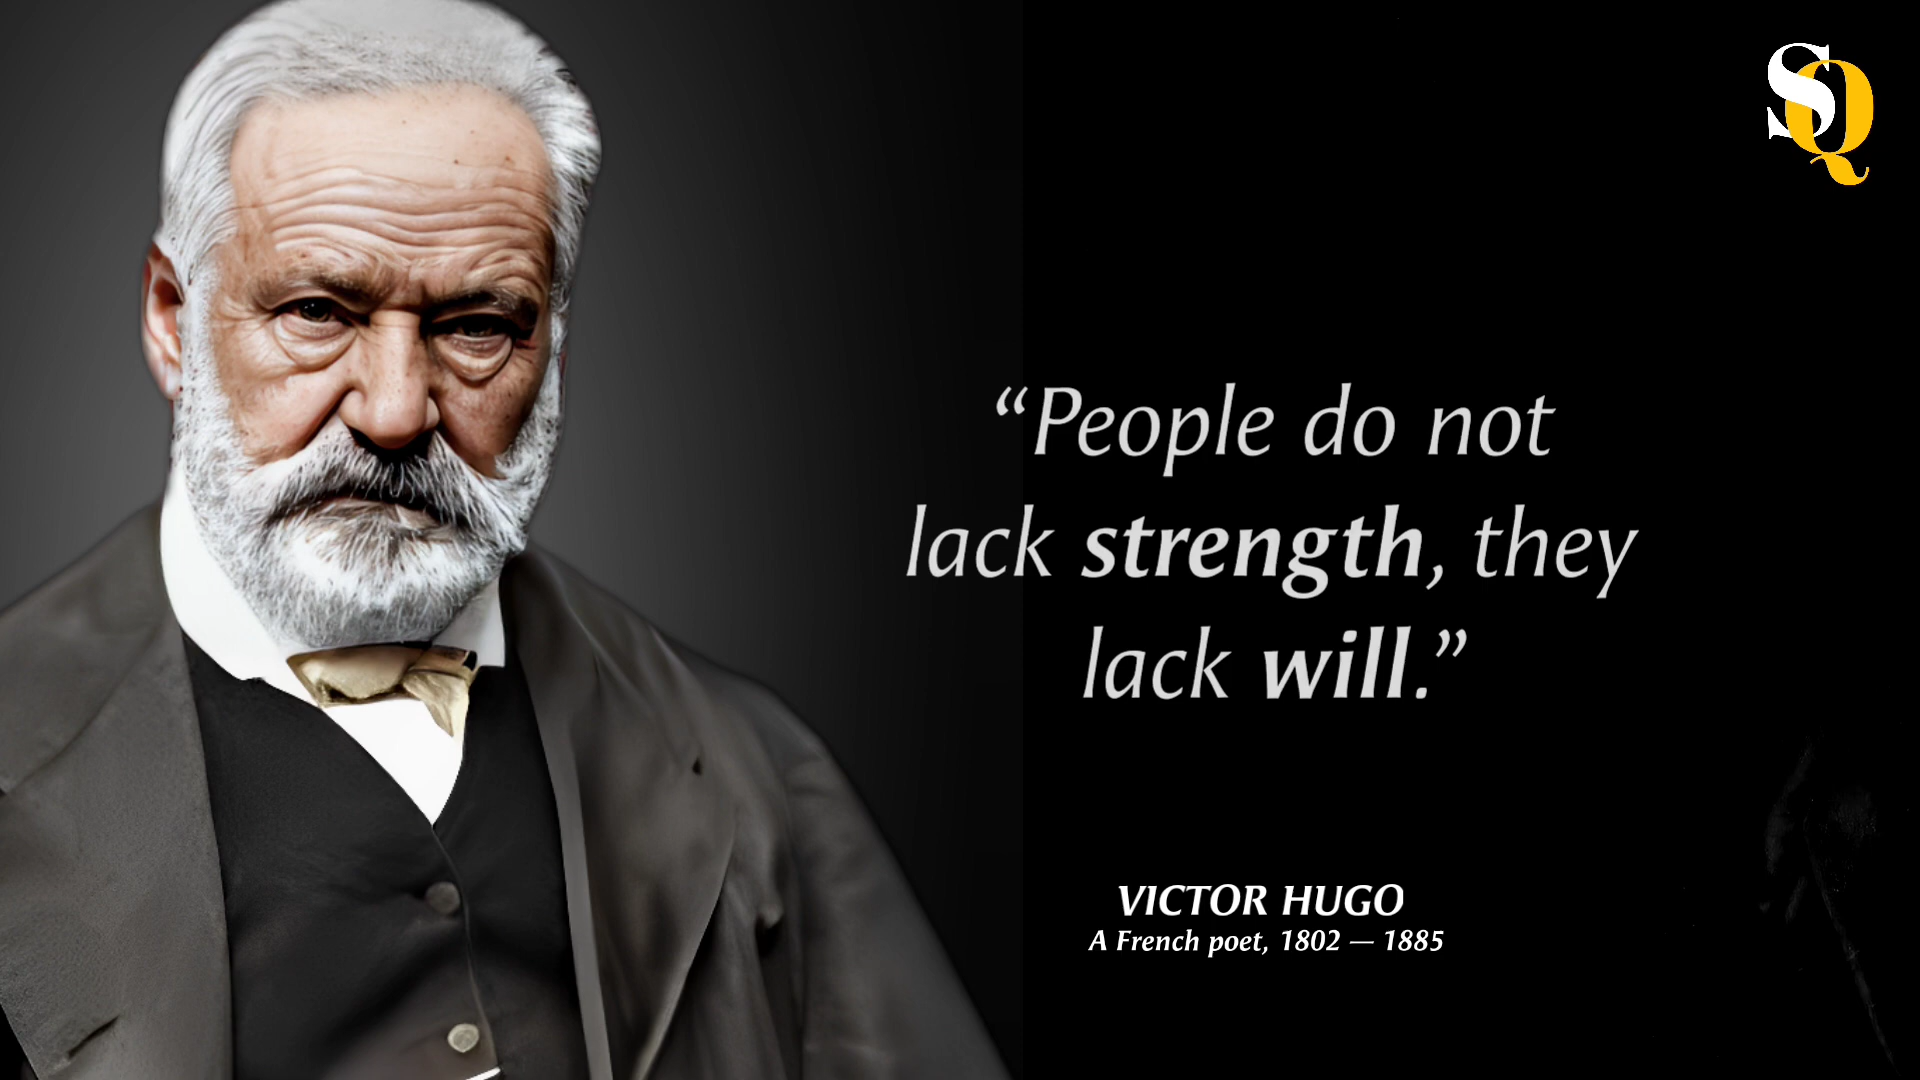 SQ
“People do not
lack strength, they
lack will.”
VICTOR HUGO
A French poet, 1802 — 1885